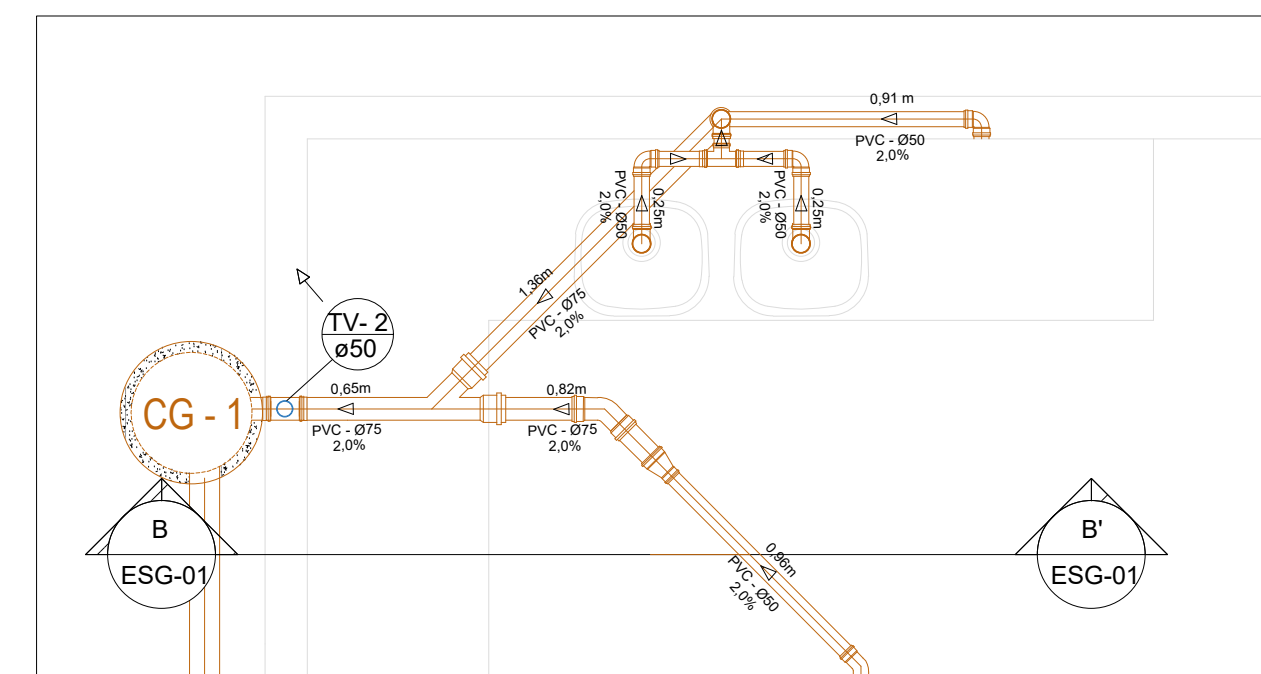 0,91 m
PVC - Ø50
2,0%
PVC - Ø50
2,0%
0,25m
PVC - Ø50
2,0%
0,25m
1,36m
PVC - Ø75
2,0%
TV- 2
ø50
CG - 1
0,65m
PVC - Ø75
2,0%
0,82m
PVC - Ø75
2,0%
0,96m
PVC - Ø50
2,0%
B
ESG-01
B'
ESG-01